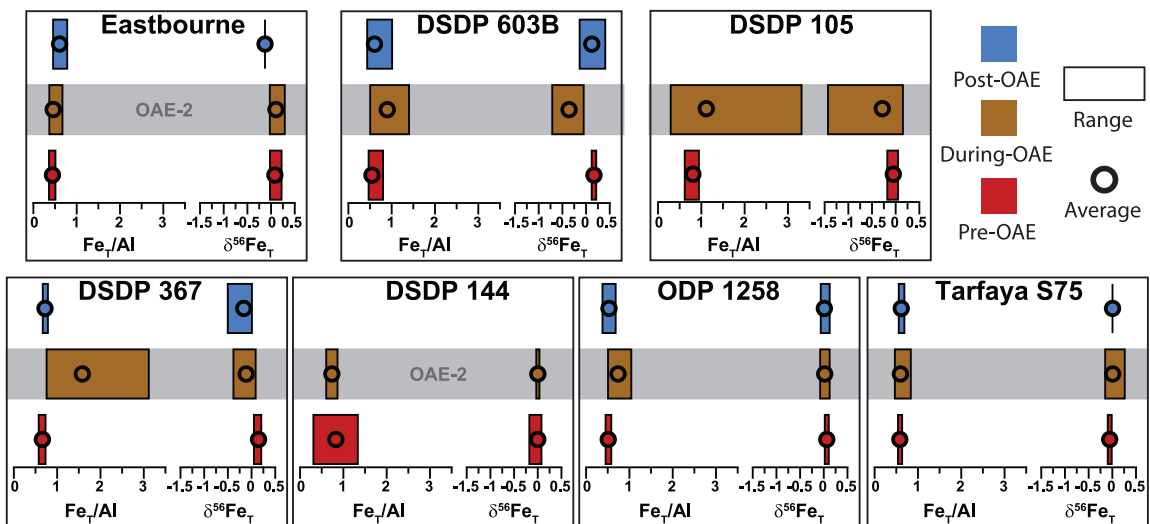 Eastbourne
OAE-2
0 1 2 3 -1.5 -1 -0.5 0 0.5
FeT/Al δ56FeT
DSDP 603B
0 1 2 3 -1.5 -1 -0.5 0 0.5
FeT/Al δ56FeT
DSDP 105
0 1 2 3 -1.5 -1 -0.5 0 0.5
FeT/Al δ56FeT
Post-OAE
During-OAE
Pre-OAE
Range
Average
DSDP 367
0 1 2 3 -1.5 -1 -0.5 0 0.5
FeT/Al δ56FeT
DSDP 144
OAE-2
0 1 2 3 -1.5 -1 -0.5 0 0.5
FeT/Al δ56FeT
ODP 1258
0 1 2 3 -1.5 -1 -0.5 0 0.5
FeT/Al δ56FeT
Tarfaya S75
0 1 2 3 -1.5 -1 -0.5 0 0.5
FeT/Al δ56FeT